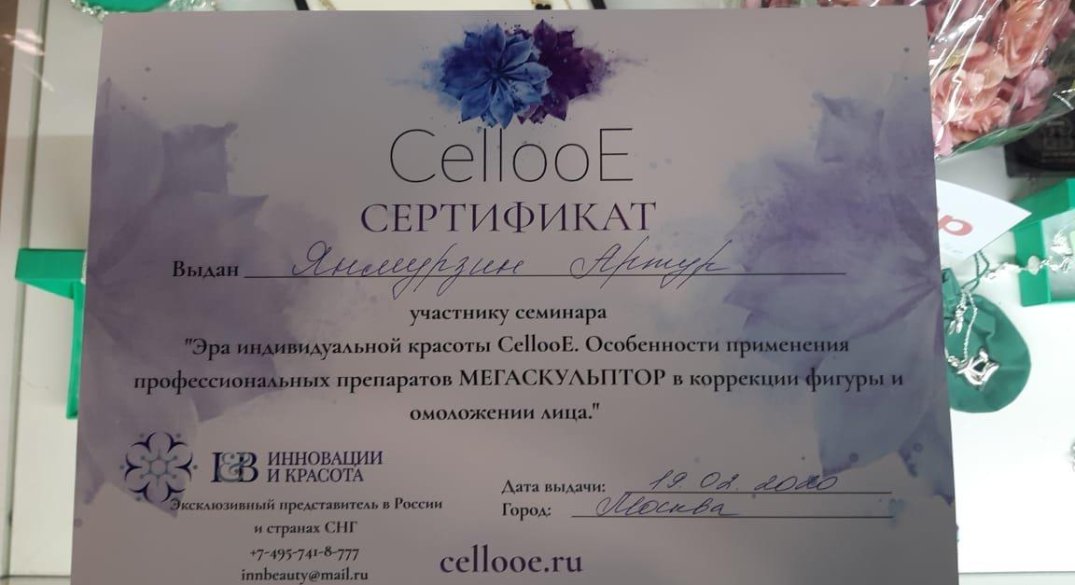 CellooE
СЕРТИФИКАТ
Выдан Янмурзин Артур
участнику семинара
"Эра индивидуальной красоты CellooE. Особенности применения
профессиональных препаратов МЕГАСКУЛЬПТОР в коррекции фигуры и
омоложении лица."
I&B ИННОВАЦИИ
И КРАСОТА
Эксклюзивный представитель в России
и странах СНГ
+7-495-741-8-777
innbeauty@mail.ru
Дата выдачи: 19.02.2020
Город: Москва
cellooe.ru